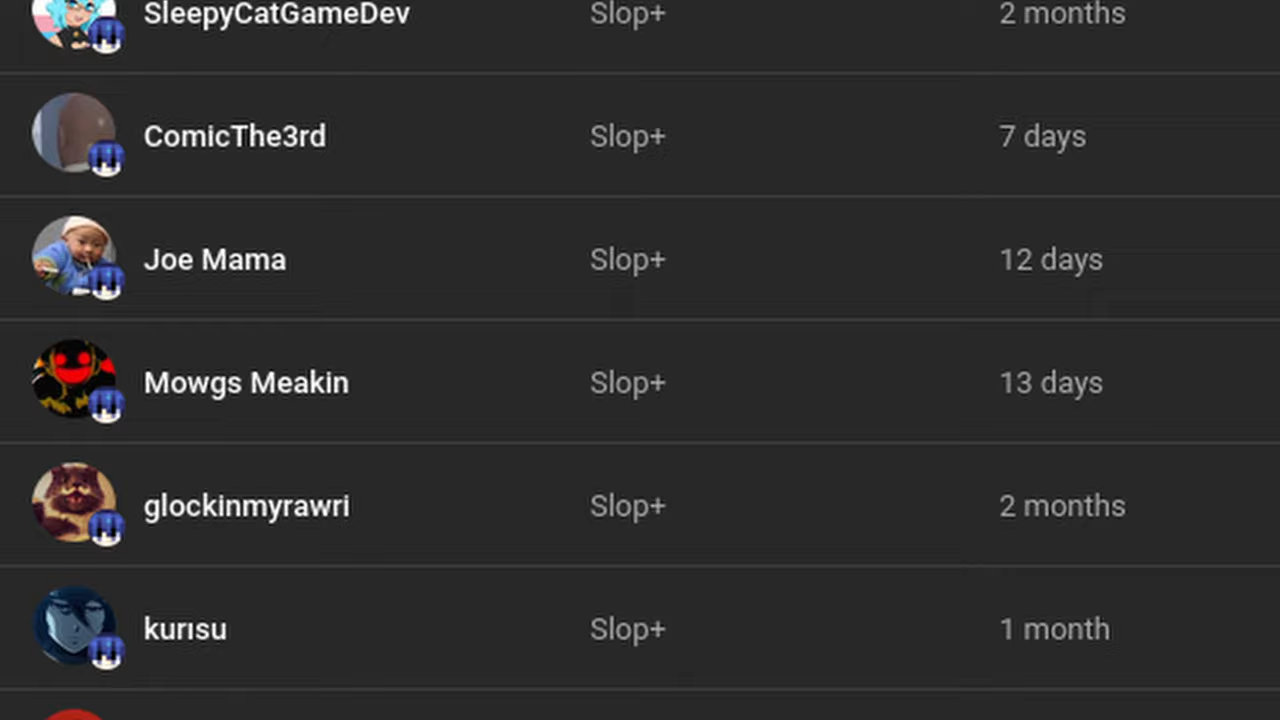 SleepyCatGameDev Slop+ 2 months
ComicThe3rd Slop+ 7 days
Joe Mama Slop+ 12 days
Mowgs Meakin Slop+ 13 days
glockinmyrawri Slop+ 2 months
kurısu Slop+ 1 month